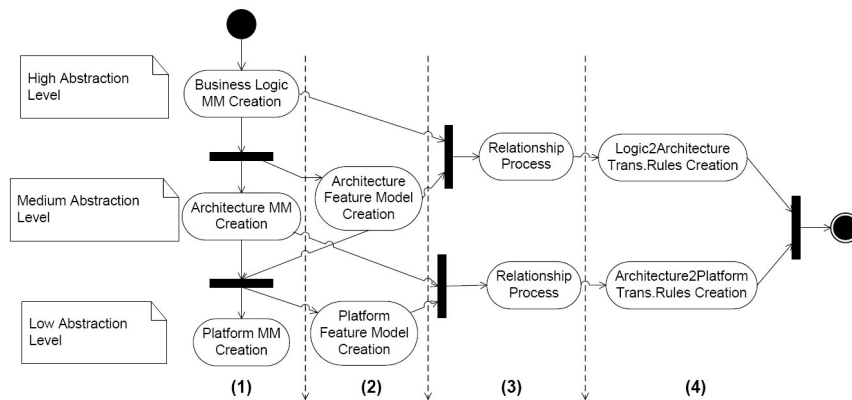 High Abstraction
Level
Business Logic
MM Creation
Relationship
Process
Logic2Architecture
Trans.Rules Creation
Medium Abstraction
Level
Architecture MM
Creation
Architecture
Feature Model
Creation
Low Abstraction
Level
Platform MM
Creation
Platform
Feature Model
Creation
Relationship
Process
Architecture2Platform
Trans.Rules Creation
(1)
(2)
(3)
(4)